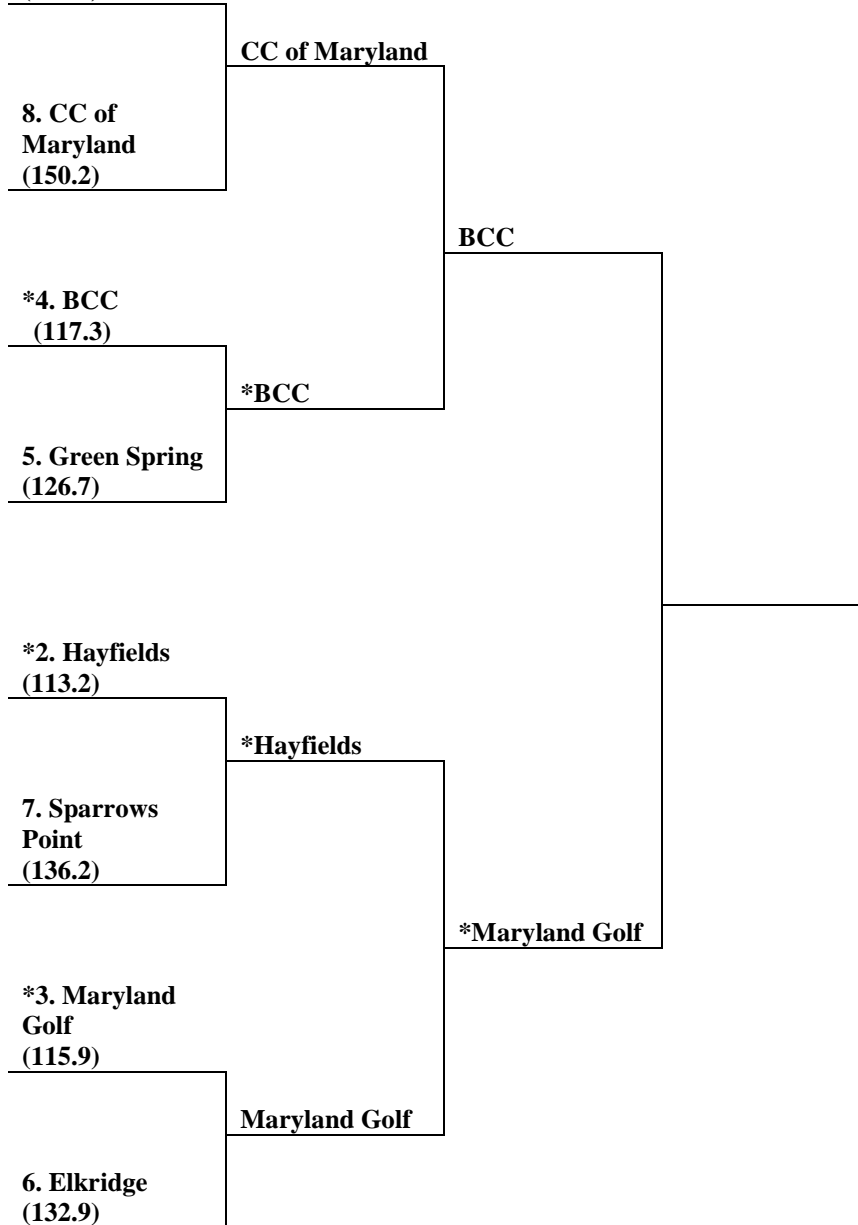 CC of Maryland
8. CC of
Maryland
(150.2)
BCC
*4. BCC
(117.3)
*BCC
5. Green Spring
(126.7)
*2. Hayfields
(113.2)
*Hayfields
7. Sparrows
Point
(136.2)
*Maryland Golf
*3. Maryland
Golf
(115.9)
Maryland Golf
6. Elkridge
(132.9)